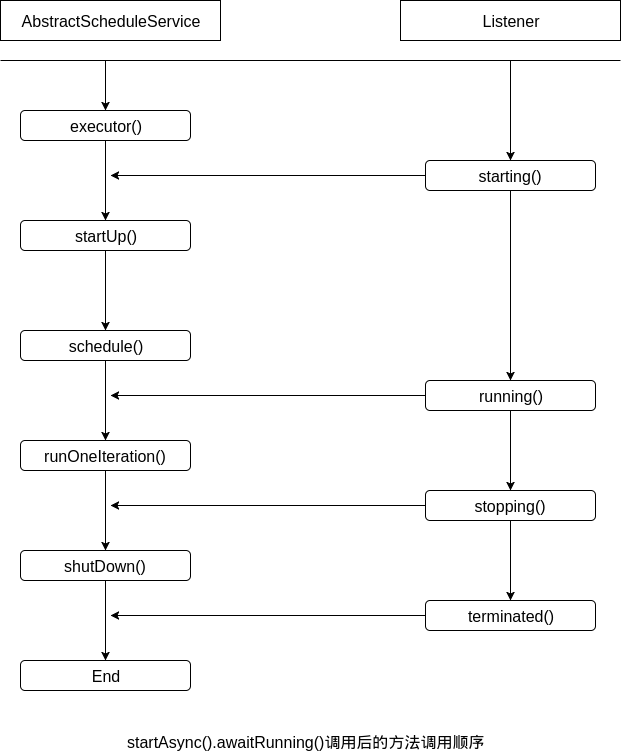 AbstractScheduleService
Listener
executor()
starting()
startUp()
schedule()
running()
runOneIteration()
stopping()
shutDown()
terminated()
End
startAsync().awaitRunning()调用后的方法调用顺序